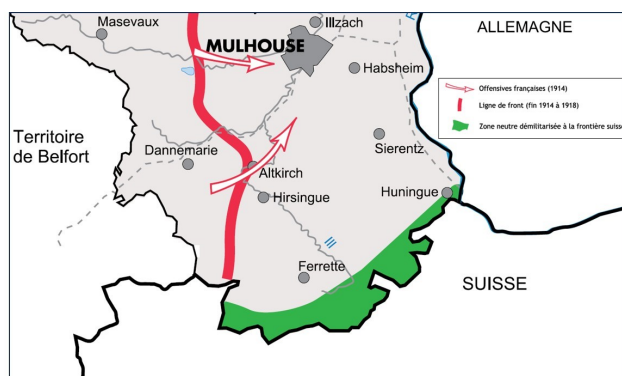 Masevaux
Illzach
MULHOUSE
Habsheim
ALLEMAGNE
Offensives françaises (1914)
Ligne de front (fin 1914 à 1918)
Zone neutre démilitarisée à la frontière suisse
Territoire
de Belfort
Dannemarie
Sierentz
Altkirch
Hirsingue
Huningue
Ferrette
SUISSE